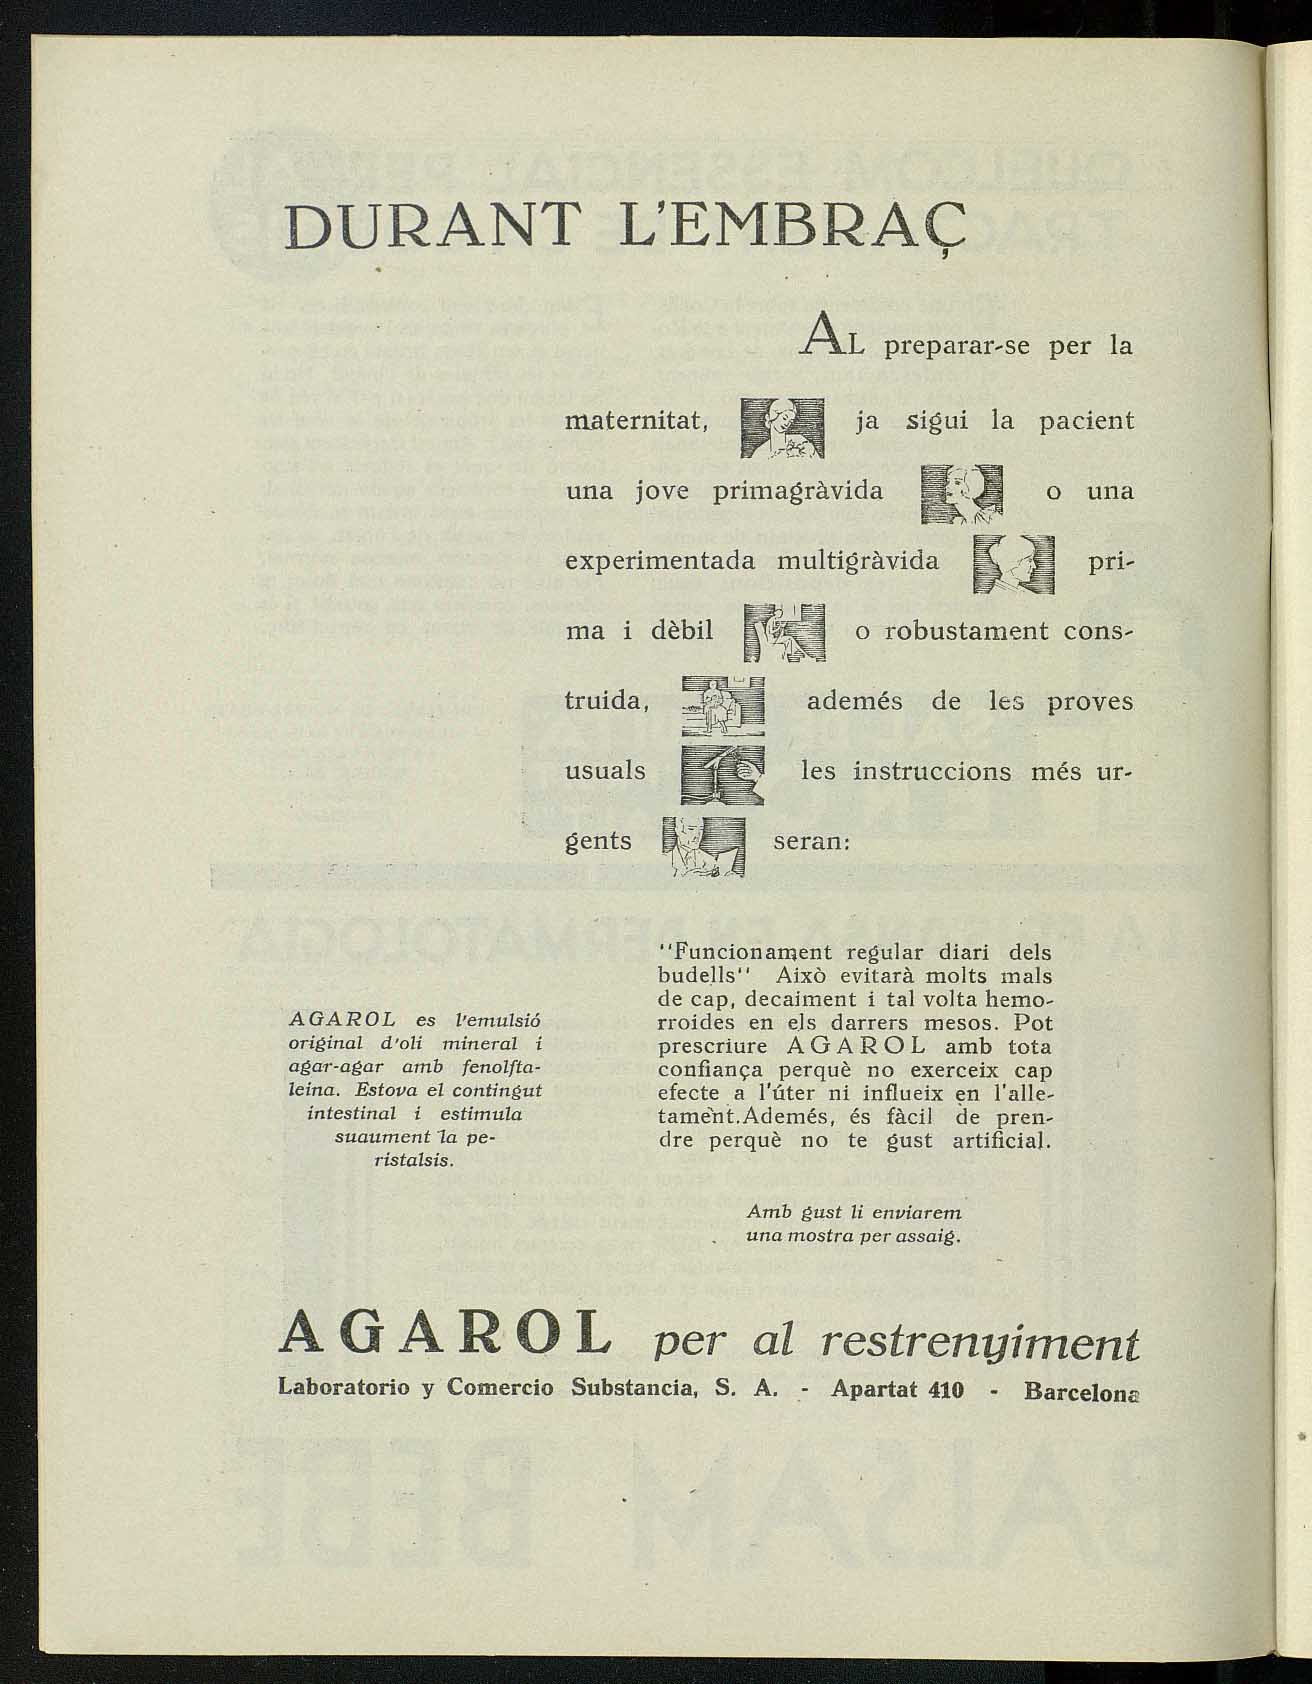 DURANT L'EMBRAÇ
AL preparar-se per la
maternitat, ja sigui la pacient
una jove primagràvida o una
experimentada multigràvida pri-
ma i dèbil o robustament cons-
truida, ademés de les proves
usuals les instruccions més ur-
gents seran:
"Funcionament regular diari dels
budells" Això evitarà molts mals
de cap, decaiment i tal volta hemo-
rroides en els darrers mesos. Pot
prescriure AGAROL amb tota
confiança perquè no exerceix cap
efecte a l'úter ni influeix en l'alle-
tament. Ademés, és fàcil de pren-
dre perquè no te gust artificial.
AGAROL es l'emulsió
original d'oli mineral i
agar-agar amb fenolfta-
leina. Estova el contingut
intestinal i estimula
suaument la pe-
ristalsis.
Amb gust li enviarem
una mostra per assaig.
AGAROL per al restrenyiment
Laboratorio y Comercio Substancia, S. A. - Apartat 410 - Barcelona